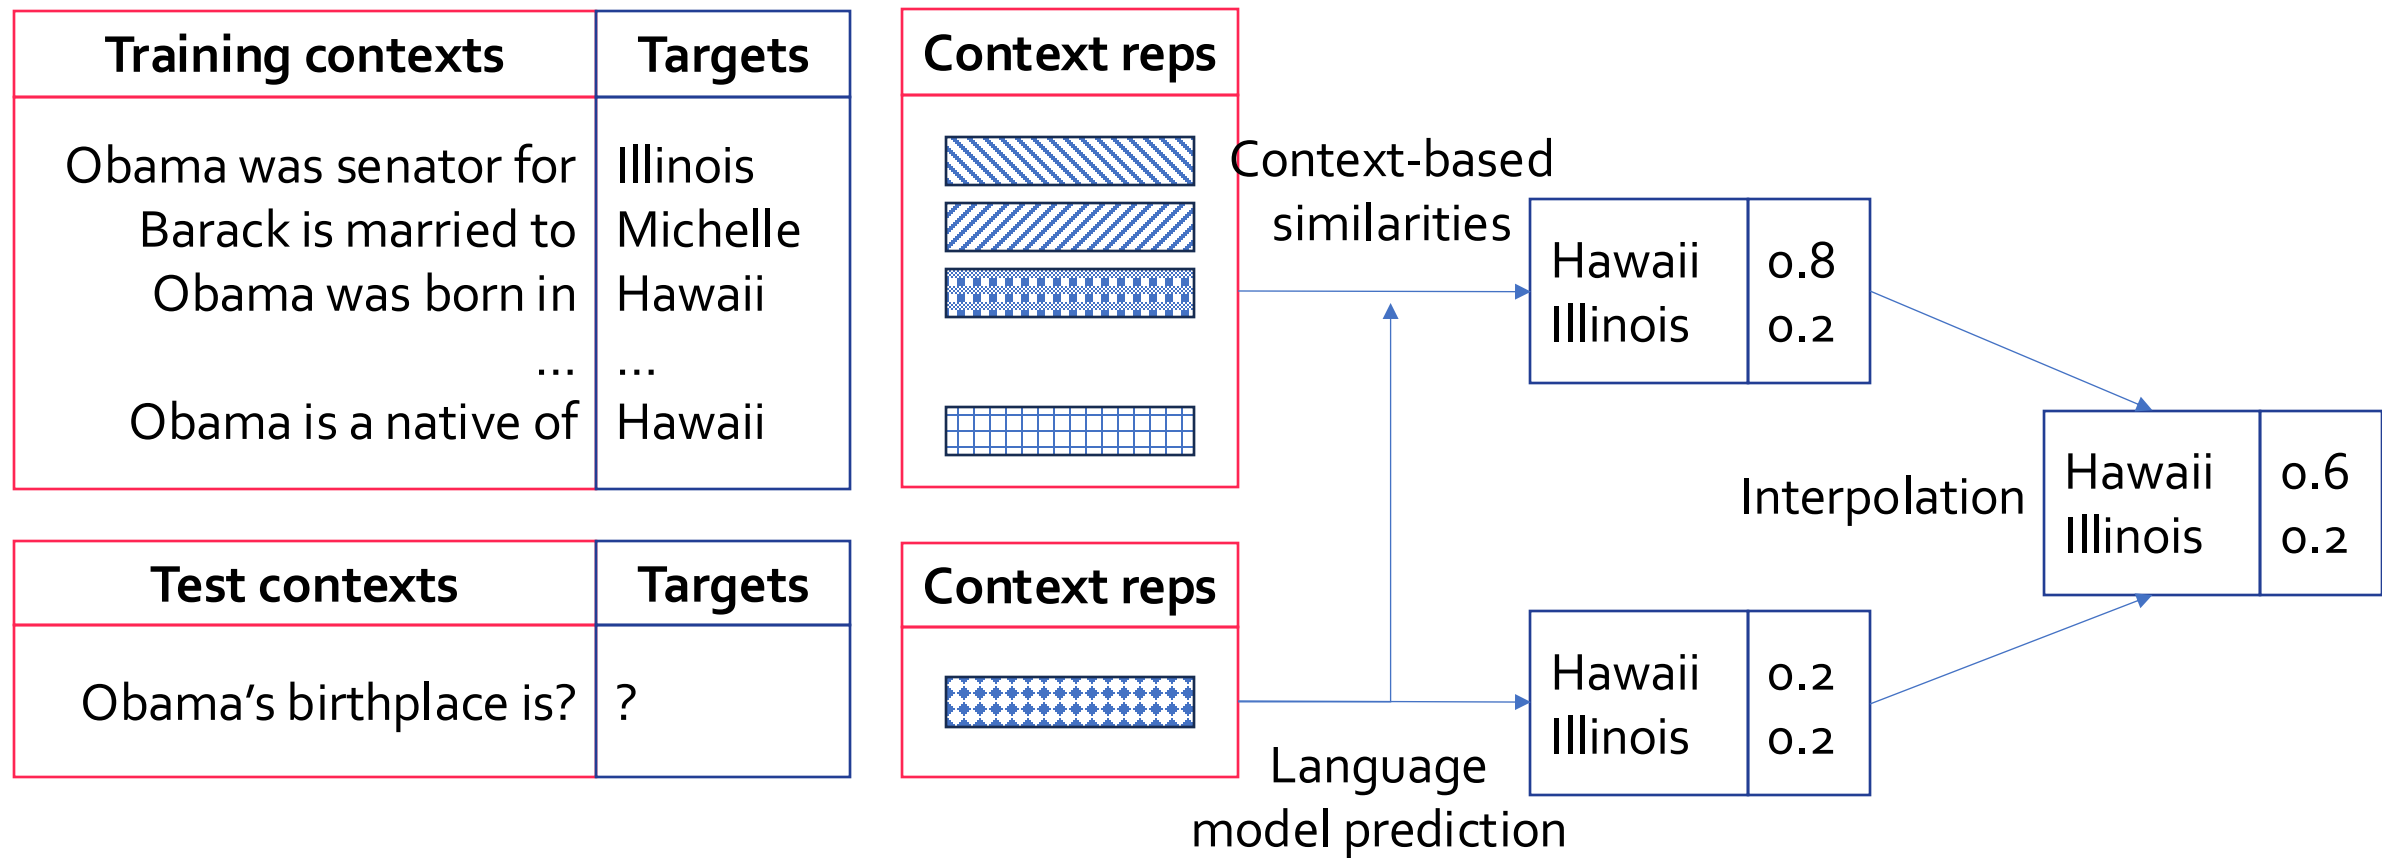 Training contexts Targets
Obama was senator for Illinois
Barack is married to Michelle
Obama was born in Hawaii
... ...
Obama is a native of Hawaii
Context reps
Context-based
similarities
Hawaii 0.8
Illinois 0.2
Interpolation
Hawaii 0.6
Illinois 0.2
Test contexts Targets
Obama’s birthplace is? ?
Context reps
Language
model prediction
Hawaii 0.2
Illinois 0.2